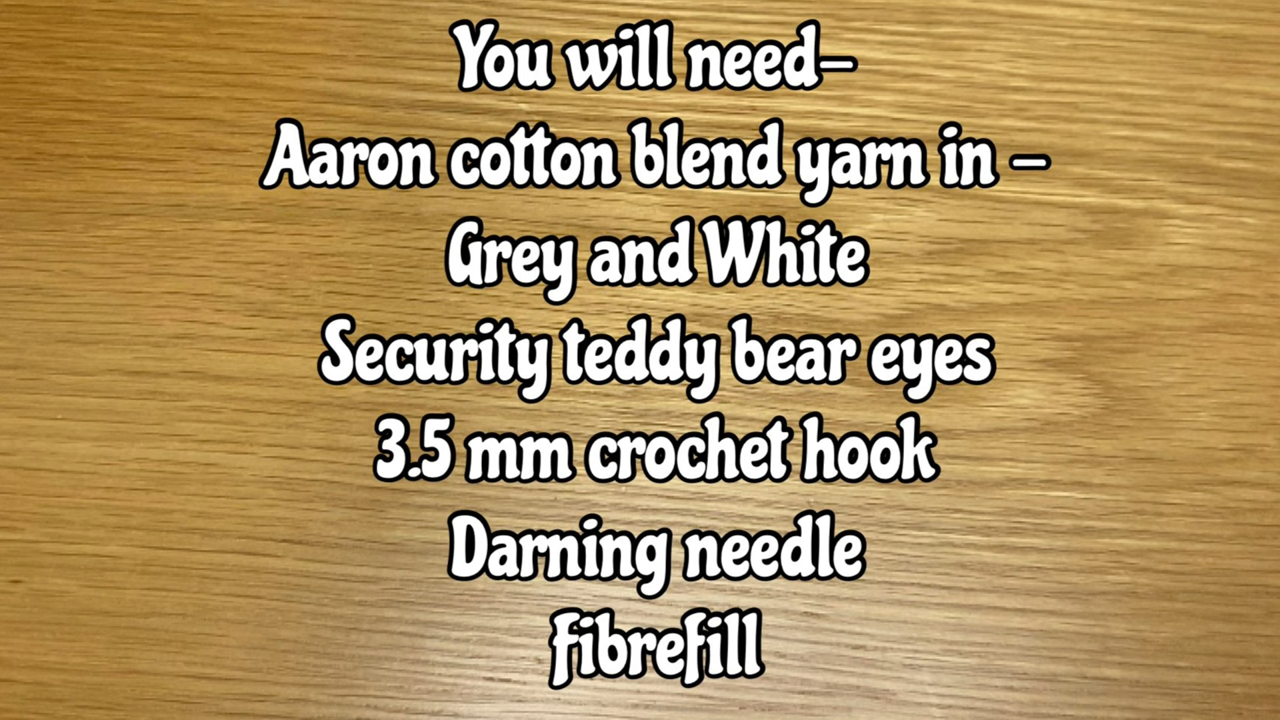 You will need-
Aaron cotton blend yarn in -
Grey and White
Security teddy bear eyes
3.5 mm crochet hook
Darning needle
fibrefill